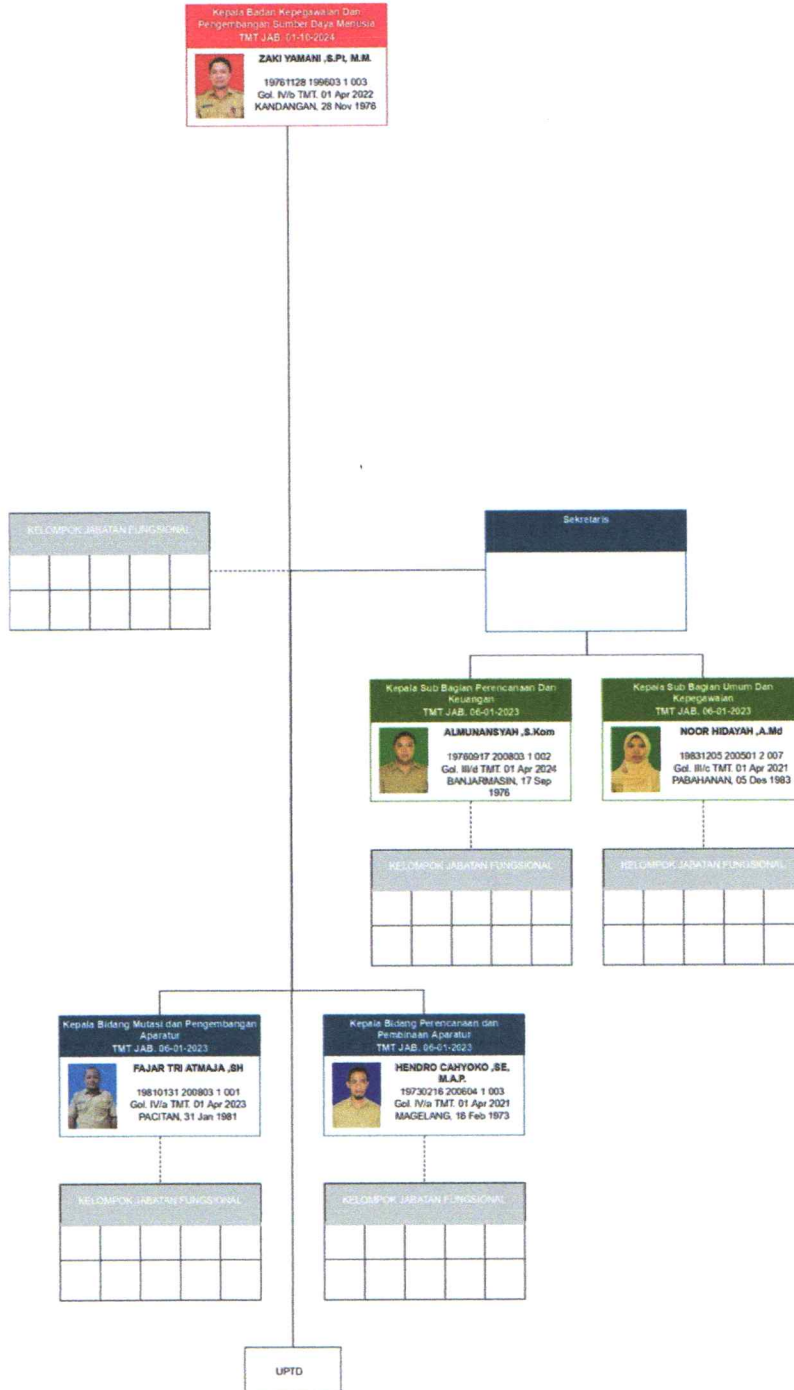 Kepala Badan Kepegawaian Dan
Pengembangan Sumber Daya Manusia
TMT JAB. 01-10-2024
ZAKI YAMANI ,S.Pt, M.M.
19761128 199603 1 003
Gol. IV/b TMT. 01 Apr 2022
KANDANGAN, 28 Nov 1976
KELOMPOK JABATAN FUNGSIONAL
Sekretaris
Kepala Sub Bagian Perencanaan Dan
Keuangan
TMT JAB. 06-01-2023
ALMUNANSYAH ,S.Kom
19760917 200803 1 002
Gol. III/d TMT. 01 Apr 2024
BANJARMASIN, 17 Sep
1976
Kepala Sub Bagian Umum Dan
Kepegawaian
TMT JAB. 06-01-2023
NOOR HIDAYAH ,A.Md
19831205 200501 2 007
Gol. III/c TMT. 01 Apr 2021
PABAHANAN, 05 Des 1983
KELOMPOK JABATAN FUNGSIONAL
KELOMPOK JABATAN FUNGSIONAL
Kepala Bidang Mutasi dan Pengembangan
Aparatur
TMT JAB. 06-01-2023
FAJAR TRI ATMAJA ,SH
19810131 200803 1 001
Gol. IV/a TMT. 01 Apr 2023
PACITAN, 31 Jan 1981
Kepala Bidang Perencanaan dan
Pembinaan Aparatur
TMT JAB. 06-01-2023
HENDRO CAHYOKO ,SE,
M.A.P.
19730216 200604 1 003
Gol. IV/a TMT. 01 Apr 2021
MAGELANG, 16 Feb 1973
KELOMPOK JABATAN FUNGSIONAL
KELOMPOK JABATAN FUNGSIONAL
UPTD